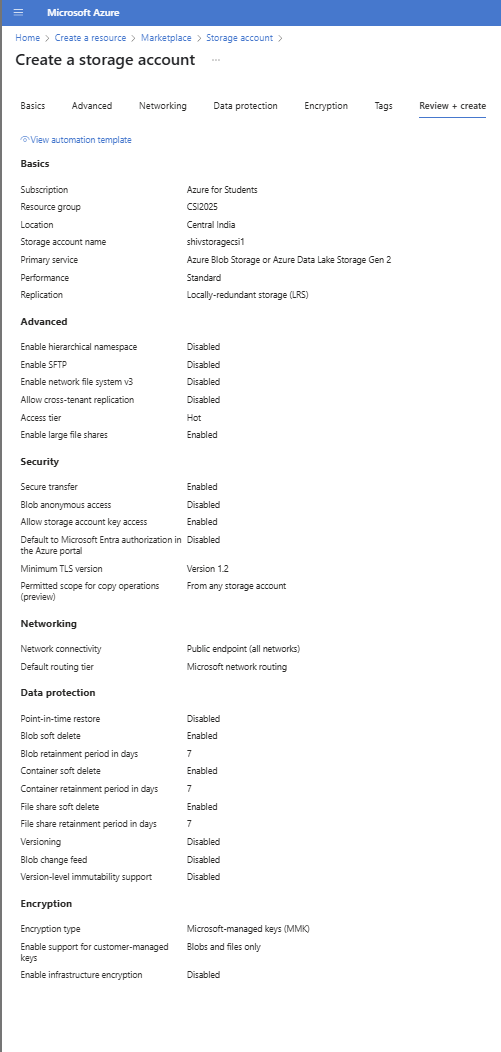 Microsoft Azure
Home > Create a resource > Marketplace > Storage account >
Create a storage account ...
Basics Advanced Networking Data protection Encryption Tags Review + create
View automation template
Basics
Subscription Azure for Students
Resource group CSI2025
Location Central India
Storage account name shivstoragecsi1
Primary service Azure Blob Storage or Azure Data Lake Storage Gen 2
Performance Standard
Replication Locally-redundant storage (LRS)
Advanced
Enable hierarchical namespace Disabled
Enable SFTP Disabled
Enable network file system v3 Disabled
Allow cross-tenant replication Disabled
Access tier Hot
Enable large file shares Enabled
Security
Secure transfer Enabled
Blob anonymous access Disabled
Allow storage account key access Enabled
Default to Microsoft Entra authorization in Disabled
the Azure portal
Minimum TLS version Version 1.2
Permitted scope for copy operations From any storage account
(preview)
Networking
Network connectivity Public endpoint (all networks)
Default routing tier Microsoft network routing
Data protection
Point-in-time restore Disabled
Blob soft delete Enabled
Blob retainment period in days 7
Container soft delete Enabled
Container retainment period in days 7
File share soft delete Enabled
File share retainment period in days 7
Versioning Disabled
Blob change feed Disabled
Version-level immutability support Disabled
Encryption
Encryption type Microsoft-managed keys (MMK)
Enable support for customer-managed Blobs and files only
keys
Enable infrastructure encryption Disabled